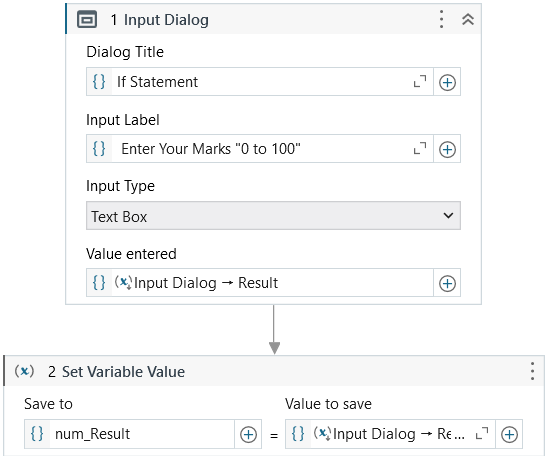 1 Input Dialog
Dialog Title
{} If Statement
Input Label
{} Enter Your Marks "0 to 100"
Input Type
Text Box
Value entered
{} (x) Input Dialog → Result
(x) 2 Set Variable Value
Save to Value to save
{} num_Result = {} (x) Input Dialog → Re...